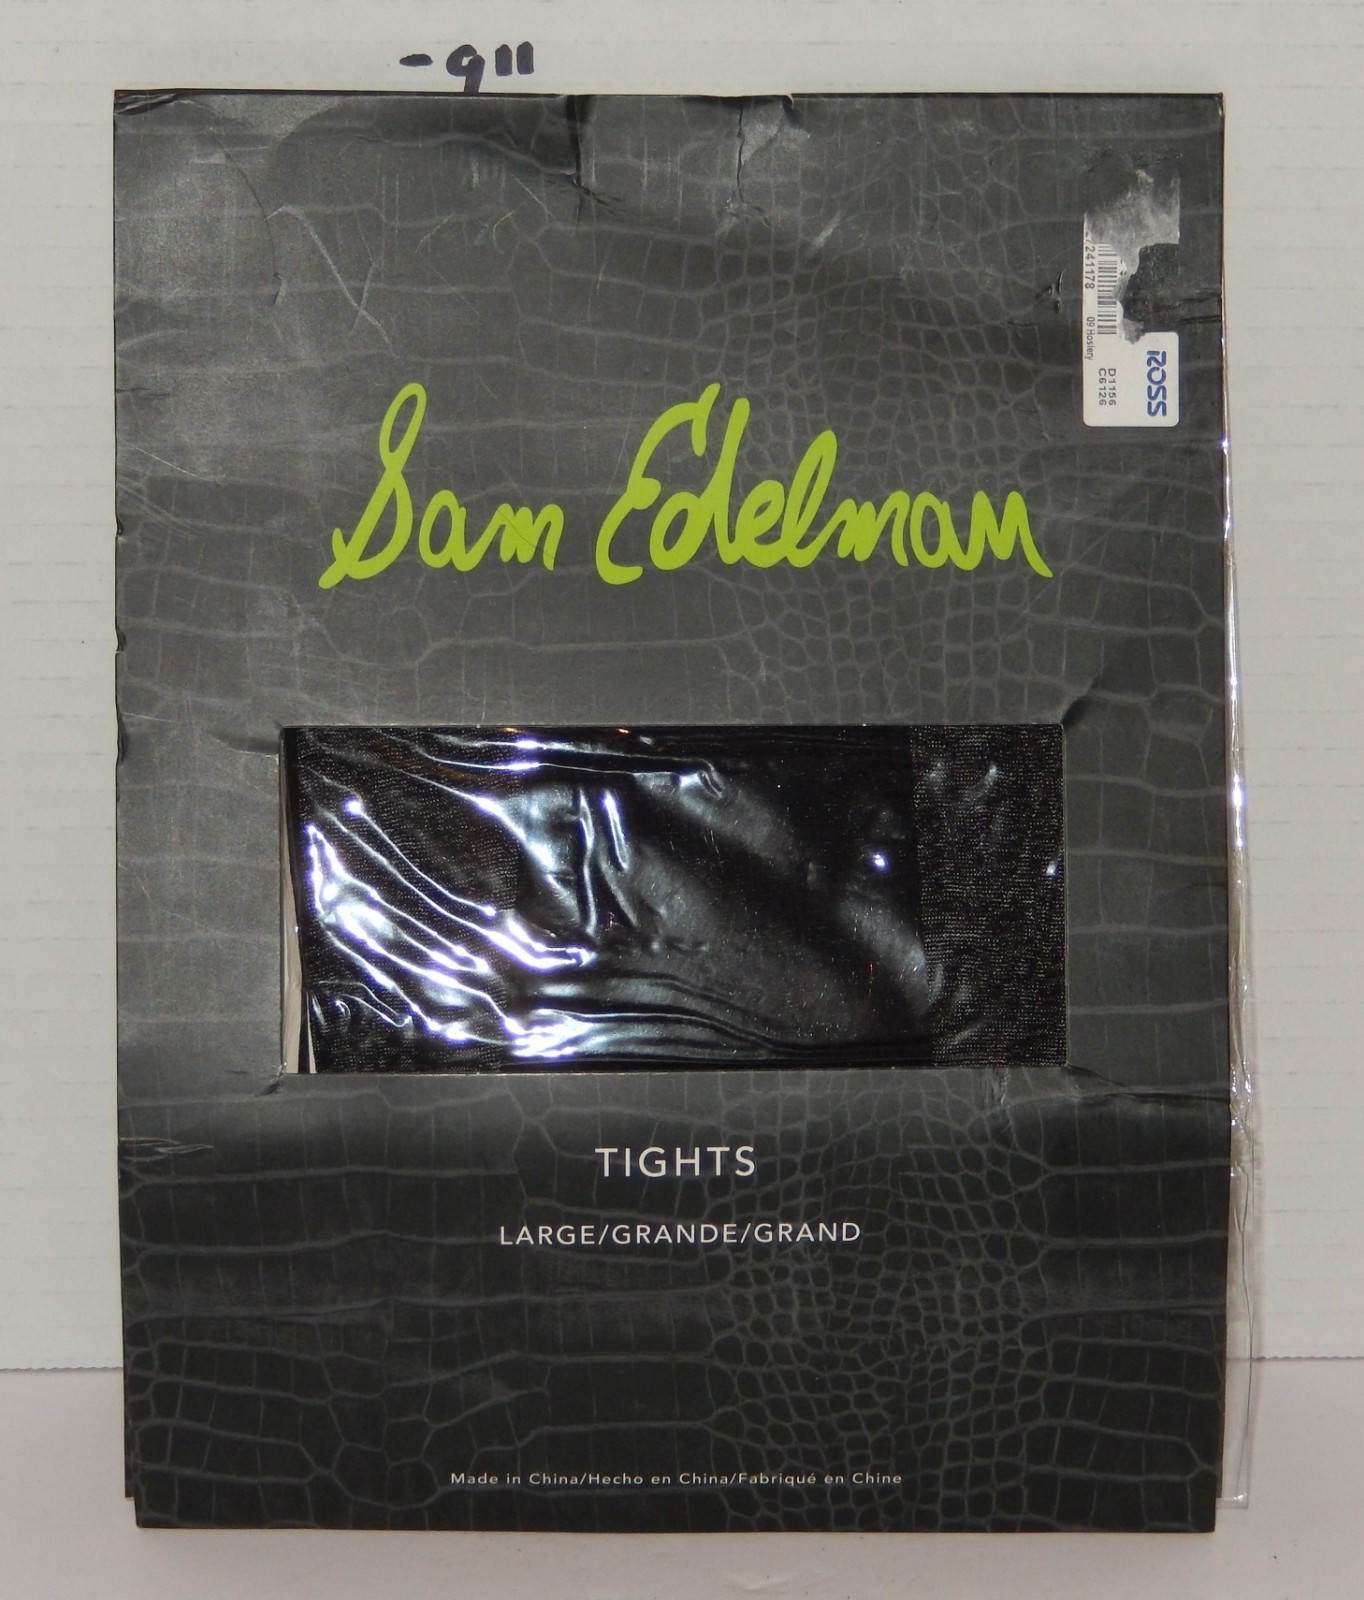 - 911
Sam Edelman
ROSS
D1156
C6126
09 Hosiery
241178
TIGHTS
LARGE/GRANDE/GRAND
Made in China/Hecho en China/Fabriqué en Chine